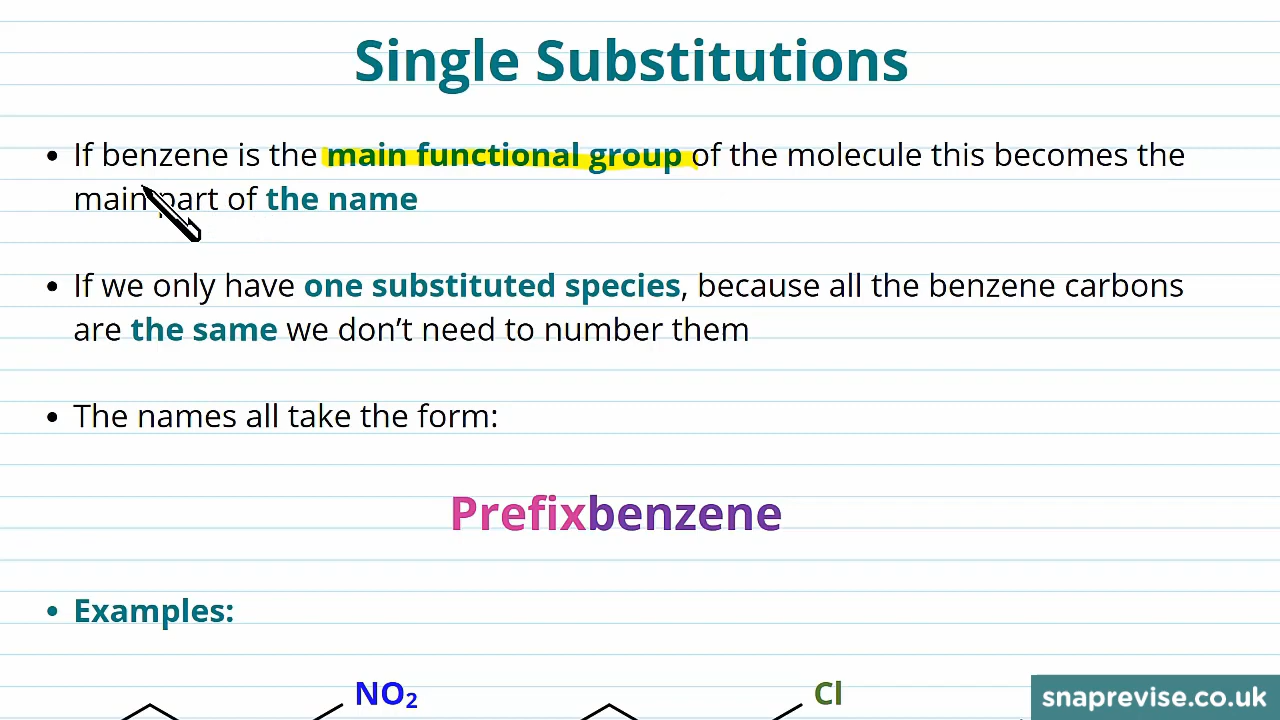 Single Substitutions
• If benzene is the main functional group of the molecule this becomes the
main part of the name
• If we only have one substituted species, because all the benzene carbons
are the same we don’t need to number them
• The names all take the form:
Prefixbenzene
• Examples:
NO₂
Cl
snaprevise.co.uk